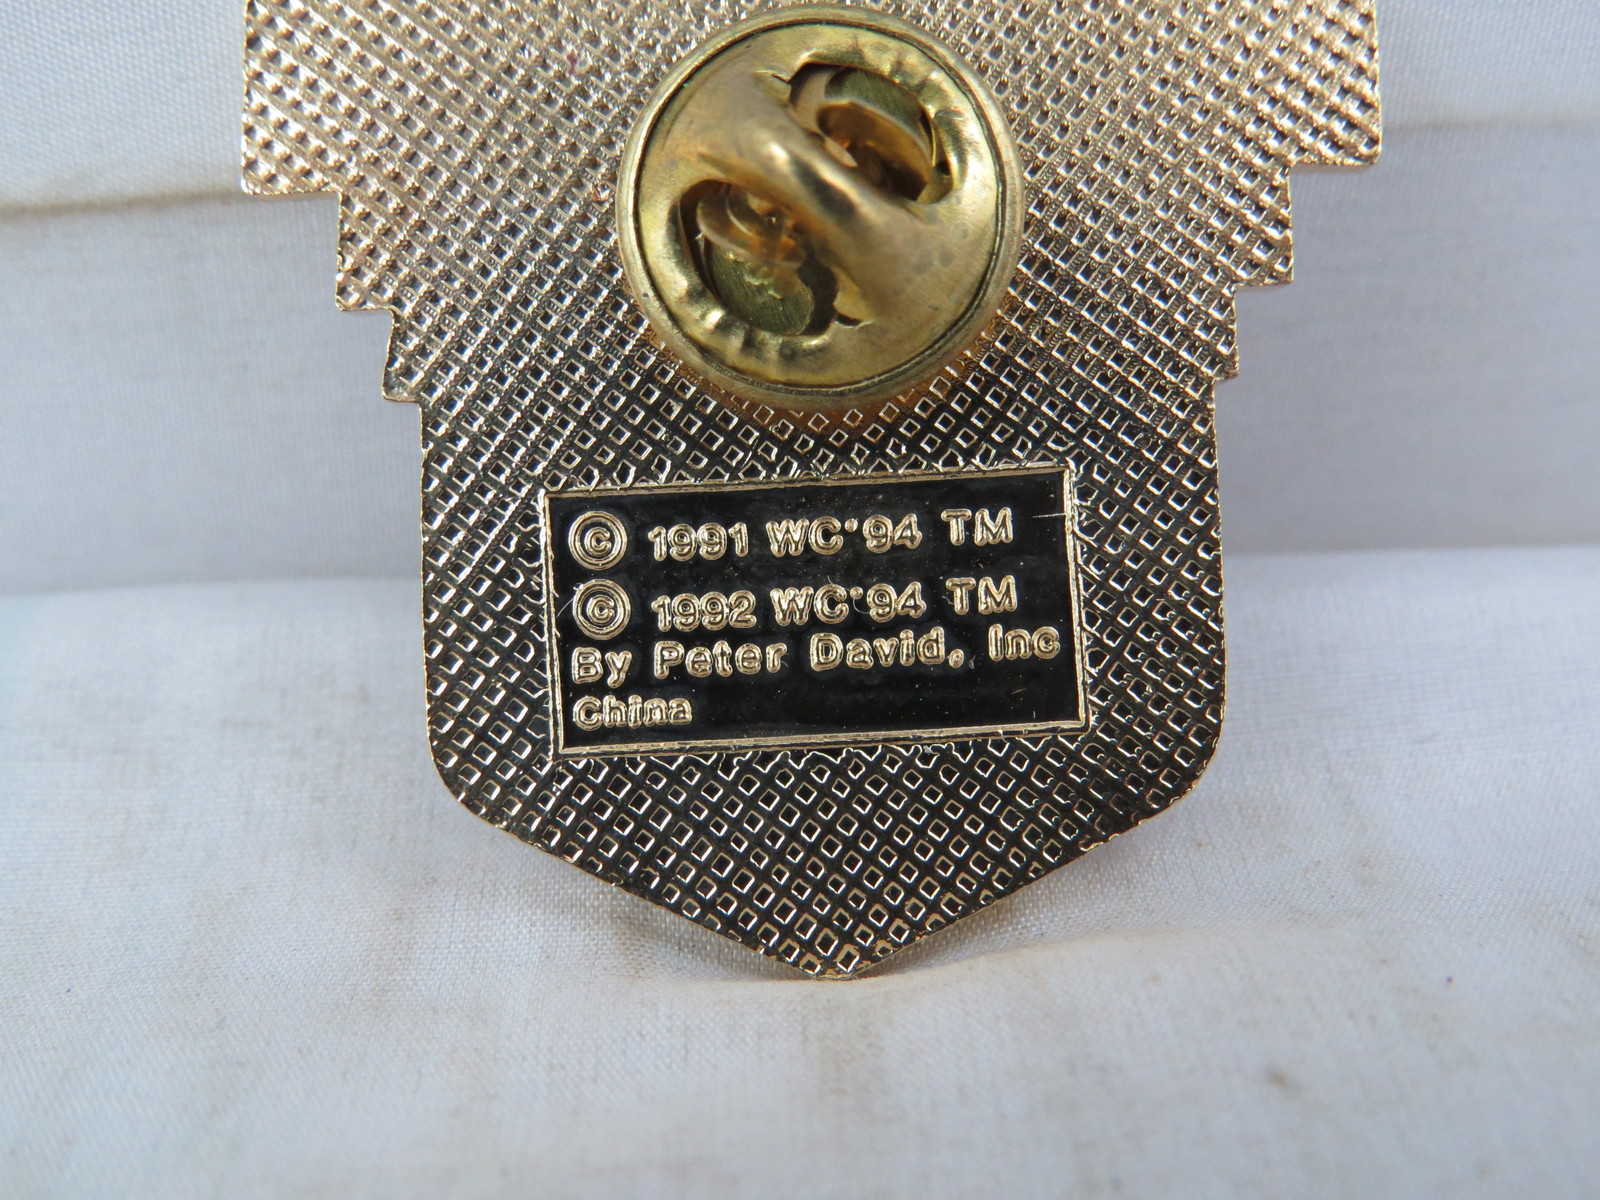 © 1991 WC'94 TM
© 1992 WC'94 TM
By Peter David, Inc
China